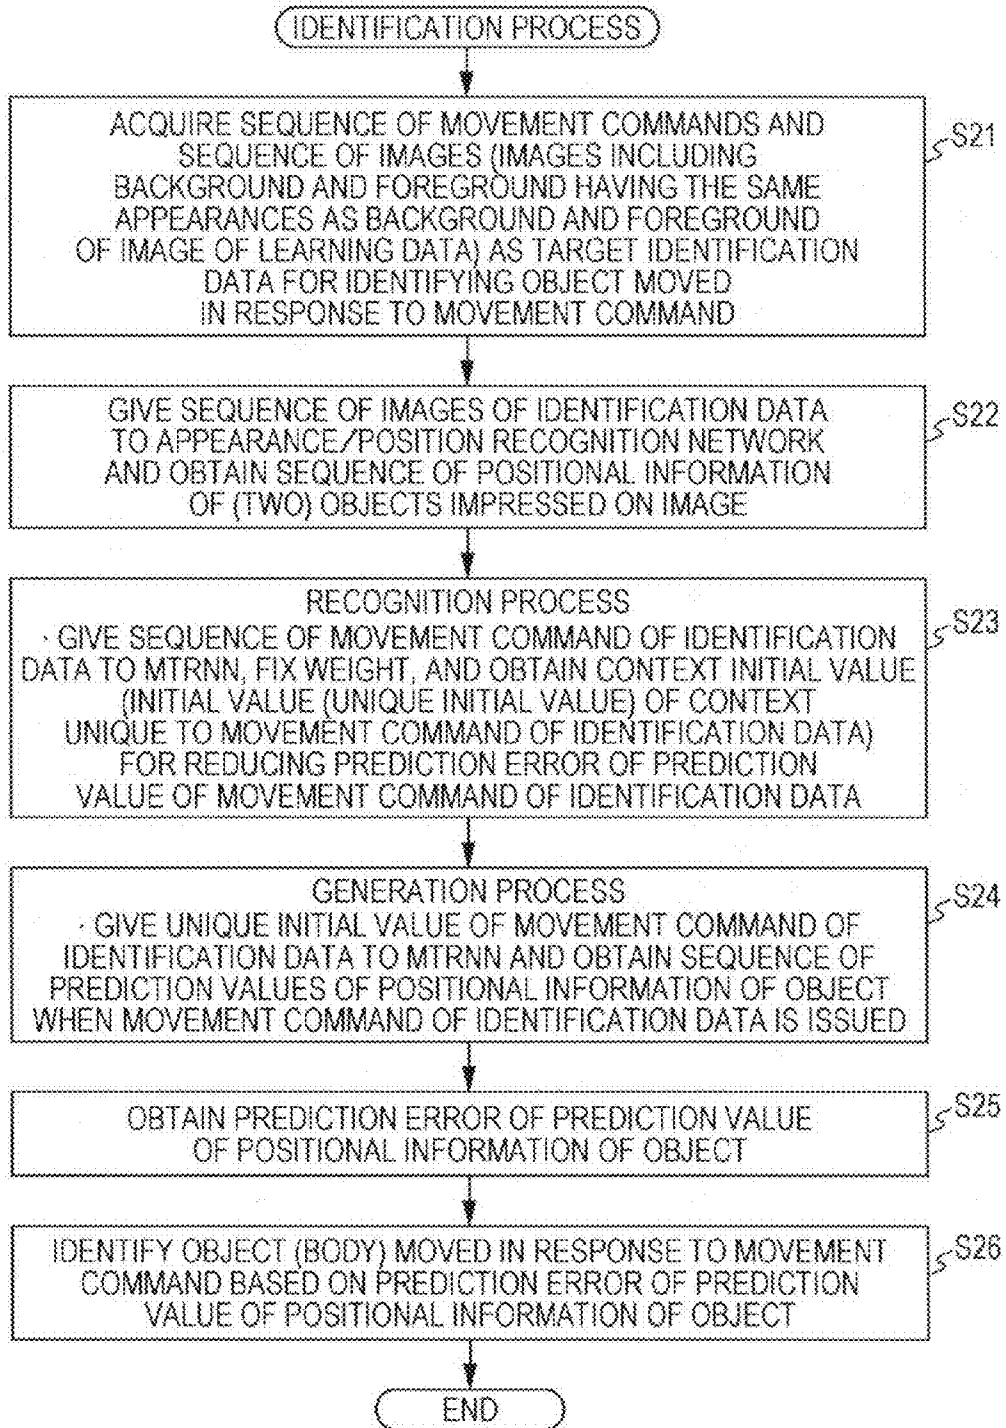 IDENTIFICATION PROCESS
ACQUIRE SEQUENCE OF MOVEMENT COMMANDS AND
SEQUENCE OF IMAGES (IMAGES INCLUDING
BACKGROUND AND FOREGROUND HAVING THE SAME
APPEARANCES AS BACKGROUND AND FOREGROUND
OF IMAGE OF LEARNING DATA) AS TARGET IDENTIFICATION
DATA FOR IDENTIFYING OBJECT MOVED
IN RESPONSE TO MOVEMENT COMMAND
S21
GIVE SEQUENCE OF IMAGES OF IDENTIFICATION DATA
TO APPEARANCE/POSITION RECOGNITION NETWORK
AND OBTAIN SEQUENCE OF POSITIONAL INFORMATION
OF (TWO) OBJECTS IMPRESSED ON IMAGE
S22
RECOGNITION PROCESS
· GIVE SEQUENCE OF MOVEMENT COMMAND OF IDENTIFICATION
DATA TO MTRNN, FIX WEIGHT, AND OBTAIN CONTEXT INITIAL VALUE
(INITIAL VALUE (UNIQUE INITIAL VALUE) OF CONTEXT
UNIQUE TO MOVEMENT COMMAND OF IDENTIFICATION DATA)
FOR REDUCING PREDICTION ERROR OF PREDICTION
VALUE OF MOVEMENT COMMAND OF IDENTIFICATION DATA
S23
GENERATION PROCESS
· GIVE UNIQUE INITIAL VALUE OF MOVEMENT COMMAND OF
IDENTIFICATION DATA TO MTRNN AND OBTAIN SEQUENCE OF
PREDICTION VALUES OF POSITIONAL INFORMATION OF OBJECT
WHEN MOVEMENT COMMAND OF IDENTIFICATION DATA IS ISSUED
S24
OBTAIN PREDICTION ERROR OF PREDICTION VALUE
OF POSITIONAL INFORMATION OF OBJECT
S25
IDENTIFY OBJECT (BODY) MOVED IN RESPONSE TO MOVEMENT
COMMAND BASED ON PREDICTION ERROR OF PREDICTION
VALUE OF POSITIONAL INFORMATION OF OBJECT
S26
END